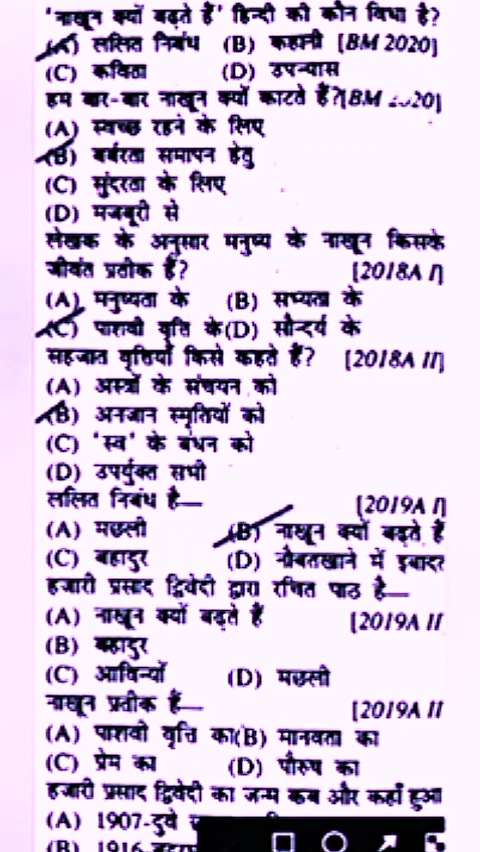 'नाखून क्यों बढ़ते हैं' हिन्दी की कौन विधा है?
(A) ललित निबंध (B) कहानी [BM 2020]
(C) कविता (D) उपन्यास
हम बार-बार नाखून क्यों काटते हैं?[BM 2020]
(A) स्वच्छ रहने के लिए
(B) बर्बरता समापन हेतु
(C) सुंदरता के लिए
(D) मजबूरी से
लेखक के अनुसार मनुष्य के नाखून किसके
जीवंत प्रतीक हैं? [2018A I]
(A) मनुष्यता के (B) सभ्यता के
(C) पाशवी वृत्ति के(D) सौन्दर्य के
सहजात वृत्तियाँ किसे कहते हैं? [2018A II]
(A) अस्त्रों के संचयन को
(B) अनजान स्मृतियों को
(C) 'स्व' के बंधन को
(D) उपर्युक्त सभी
ललित निबंध है— [2019A I]
(A) मछली (B) नाखून क्यों बढ़ते हैं
(C) बहादुर (D) नौबतखाने में इबादत
हजारी प्रसाद द्विवेदी द्वारा रचित पाठ है—
(A) नाखून क्यों बढ़ते हैं [2019A II
(B) बहादुर
(C) आविन्यों (D) मछली
नाखून प्रतीक हैं— [2019A II
(A) पाशवी वृत्ति का(B) मानवता का
(C) प्रेम का (D) पौरुष का
हजारी प्रसाद द्विवेदी का जन्म कब और कहाँ हुआ
(A) 1907-दुबे
(B) 1916-